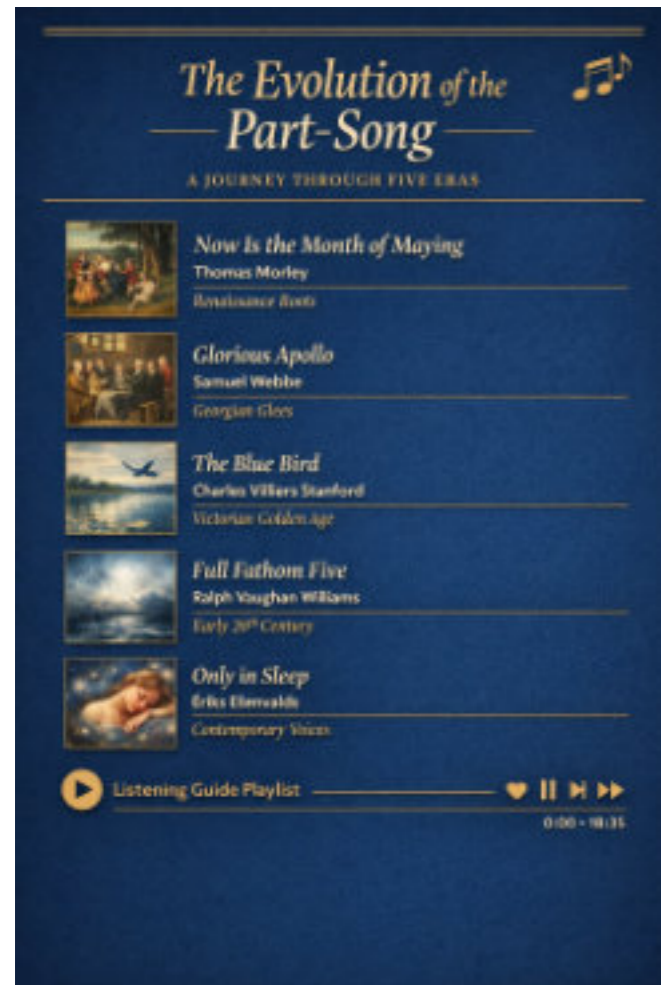 The Evolution of the
Part-Song
A JOURNEY THROUGH FIVE ERAS
Now Is the Month of Maying
Thomas Morley
Renaissance Roots
Glorious Apollo
Samuel Webbe
Georgian Glees
The Blue Bird
Charles Villiers Stanford
Victorian Golden Age
Full Fathom Five
Ralph Vaughan Williams
Early 20th Century
Only in Sleep
Ēriks Ešenvalds
Contemporary Voices
Listening Guide Playlist
0:00 - 18:35